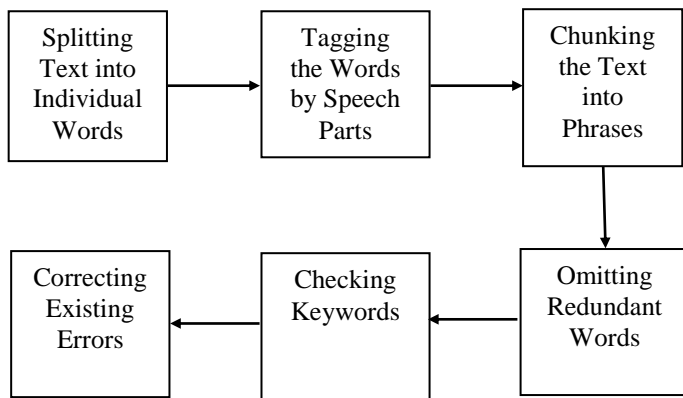 Splitting
Text into
Individual
Words
Tagging
the Words
by Speech
Parts
Chunking
the Text
into
Phrases
Omitting
Redundant
Words
Checking
Keywords
Correcting
Existing
Errors